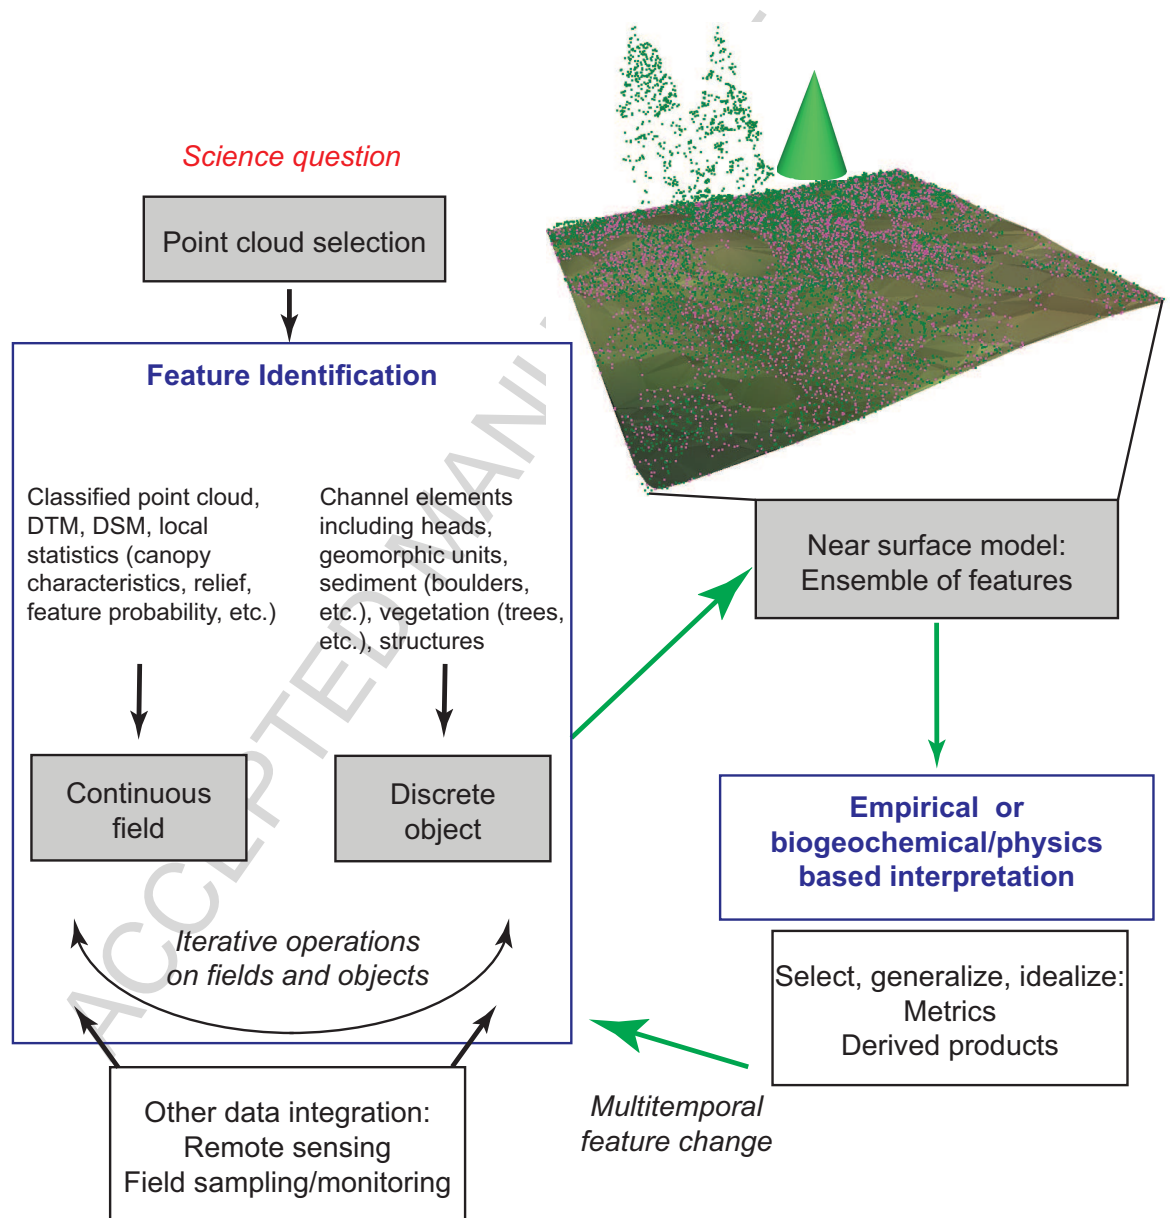 Science question
Point cloud selection
Feature Identification
Classified point cloud,
DTM, DSM, local
statistics (canopy
characteristics, relief,
feature probability, etc.)
Channel elements
including heads,
geomorphic units,
sediment (boulders,
etc.), vegetation (trees,
etc.), structures
Continuous
field
Discrete
object
Iterative operations
on fields and objects
Other data integration:
Remote sensing
Field sampling/monitoring
Near surface model:
Ensemble of features
Empirical or
biogeochemical/physics
based interpretation
Select, generalize, idealize:
Metrics
Derived products
Multitemporal
feature change
ACCEPTED MAN